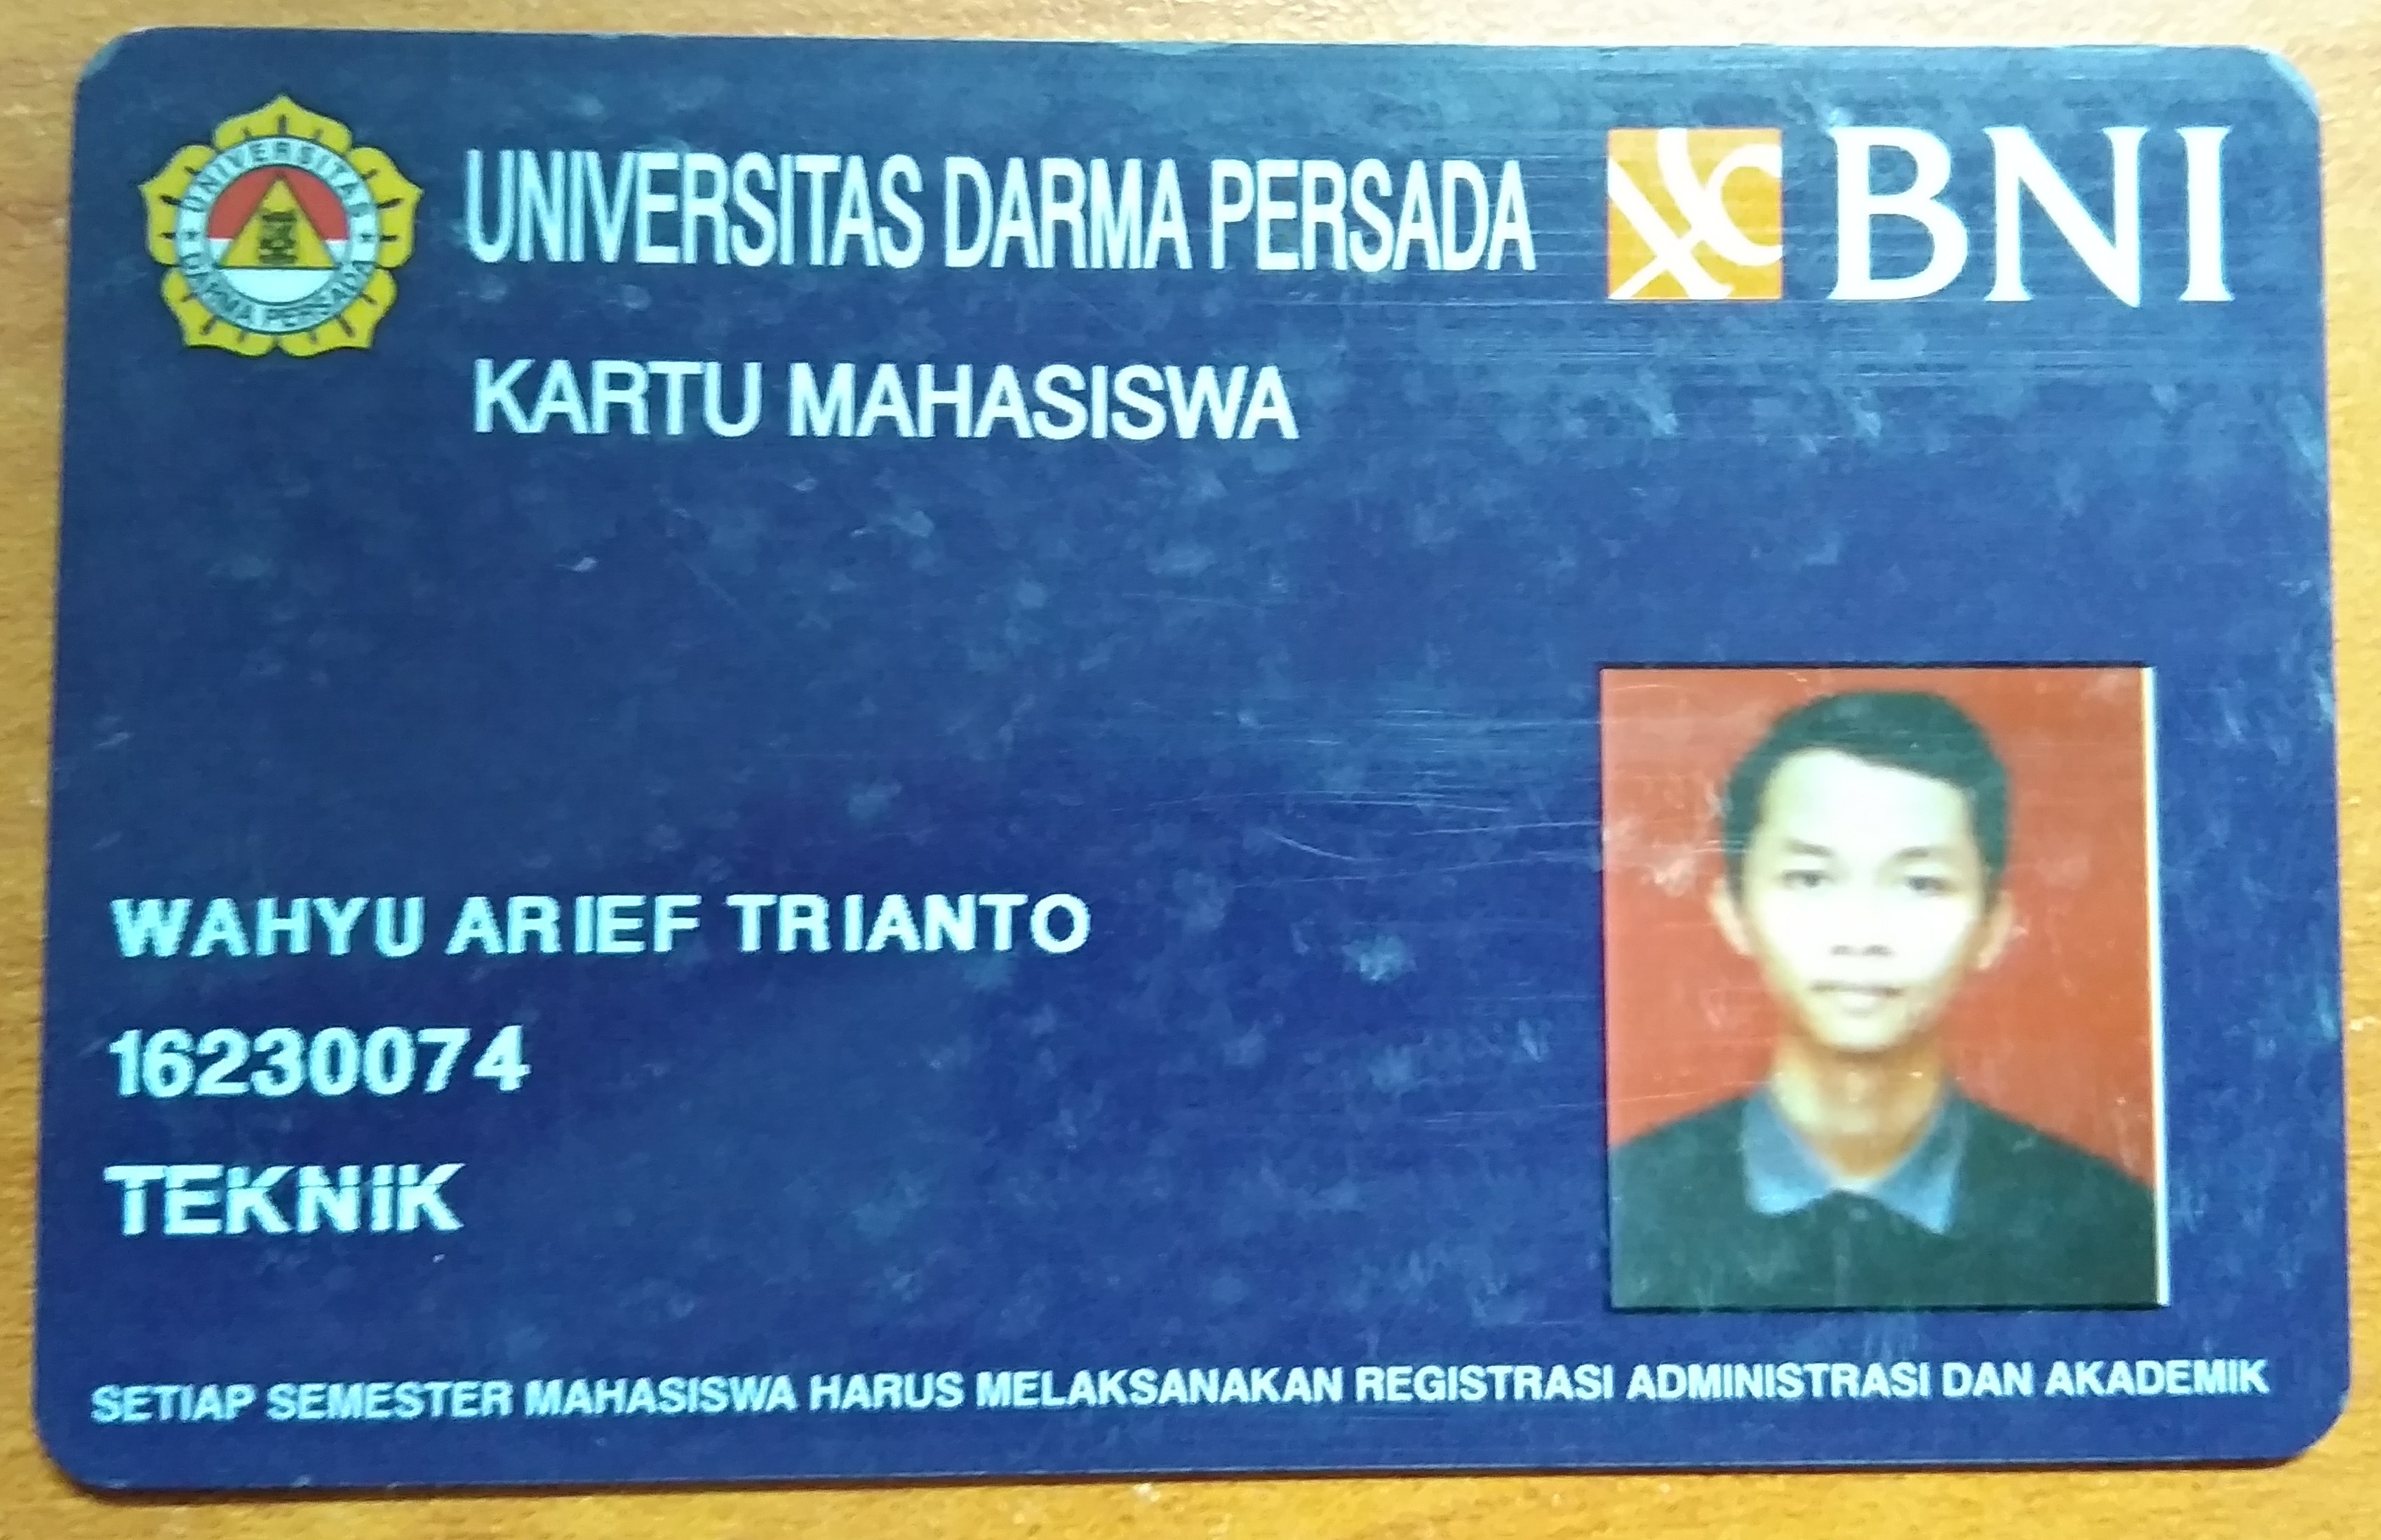 UNIVERSITAS DARMA PERSADA
UNIVERSITAS DARMA PERSADA
BNI
KARTU MAHASISWA
WAHYU ARIEF TRIANTO
16230074
TEKNIK
SETIAP SEMESTER MAHASISWA HARUS MELAKSANAKAN REGISTRASI ADMINISTRASI DAN AKADEMIK